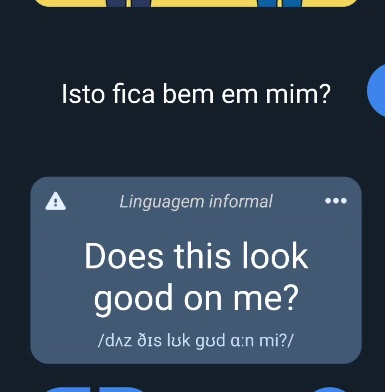 Isto fica bem em mim?
Linguagem informal
Does this look
good on me?
/dʌz ðɪs lʊk gʊd ɑːn mi?/